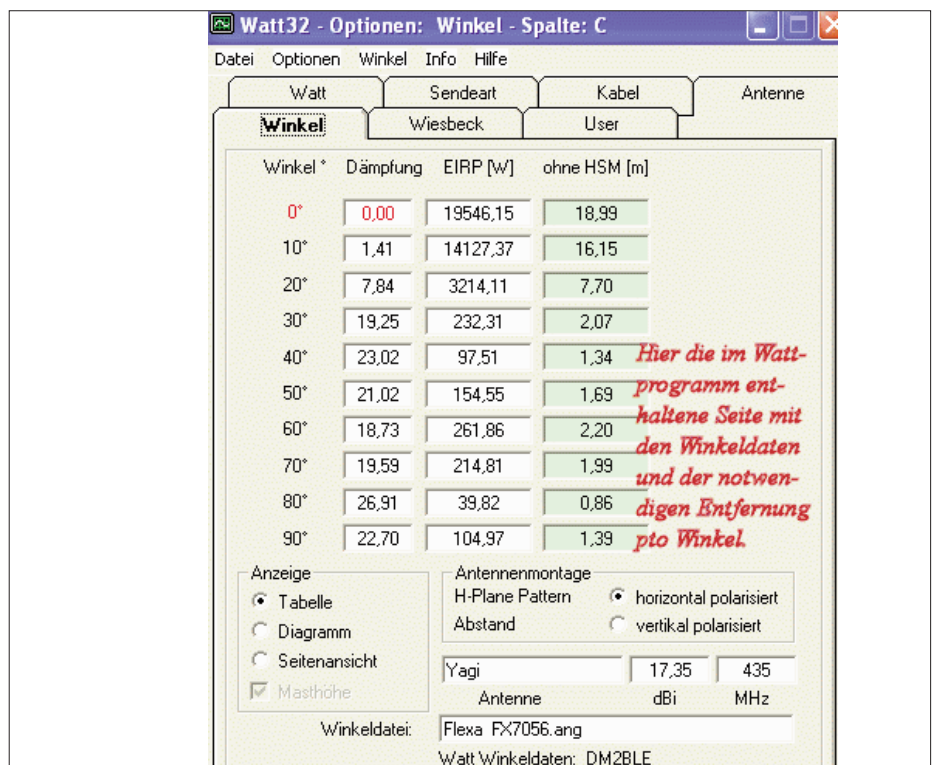 Watt32 - Optionen: Winkel - Spalte: C
Datei Optionen Winkel Info Hilfe
Watt Sendeart Kabel Antenne
Winkel Wiesbeck User
Winkel ° Dämpfung EIRP [W] ohne HSM [m]
0° 0,00 19546,15 18,99
10° 1,41 14127,37 16,15
20° 7,84 3214,11 7,70
30° 19,25 232,31 2,07
40° 23,02 97,51 1,34
50° 21,02 154,55 1,69
60° 18,73 261,86 2,20
70° 19,59 214,81 1,99
80° 26,91 39,82 0,86
90° 22,70 104,97 1,39
Hier die im Watt-
programm ent-
haltene Seite mit
den Winkeldaten
und der notwen-
digen Entfernung
pto Winkel.
Anzeige
Tabelle
Diagramm
Seitenansicht
Masthöhe
Antennenmontage
H-Plane Pattern horizontal polarisiert
Abstand vertikal polarisiert
Yagi 17,35 435
Antenne dBi MHz
Winkeldatei: Flexa FX7056.ang
Watt Winkeldaten: DM2BLE